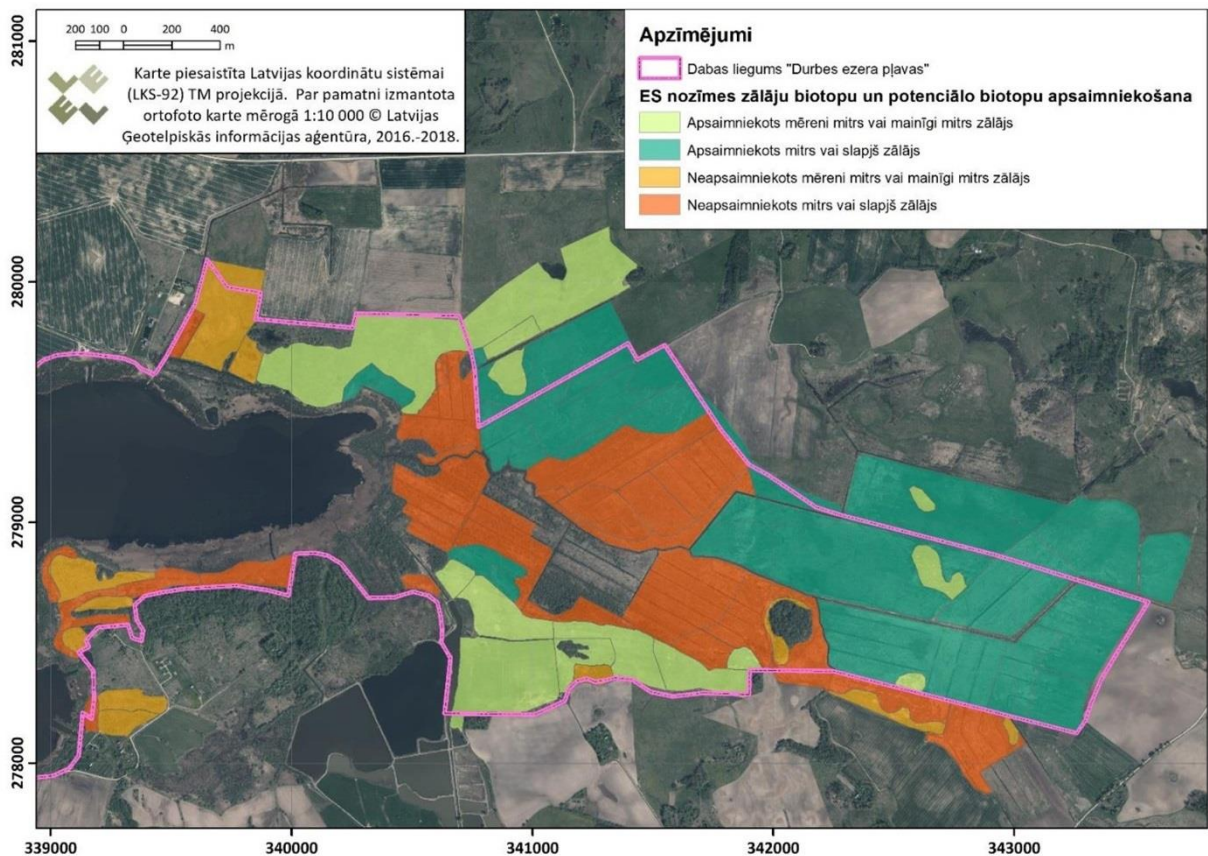 200 100 0 200 400
m
Karte piesaistīta Latvijas koordinātu sistēmai
(LKS-92) TM projekcijā. Par pamatni izmantota
ortofoto karte mērogā 1:10 000 © Latvijas
Ģeotelpiskās informācijas aģentūra, 2016.-2018.
Apzīmējumi
Dabas liegums "Durbes ezera pļavas"
ES nozīmes zālāju biotopu un potenciālo biotopu apsaimniekošana
Apsaimniekots mēreni mitrs vai mainīgi mitrs zālājs
Apsaimniekots mitrs vai slapjš zālājs
Neapsaimniekots mēreni mitrs vai mainīgi mitrs zālājs
Neapsaimniekots mitrs vai slapjš zālājs
281000
280000
279000
278000
339000 340000 341000 342000 343000